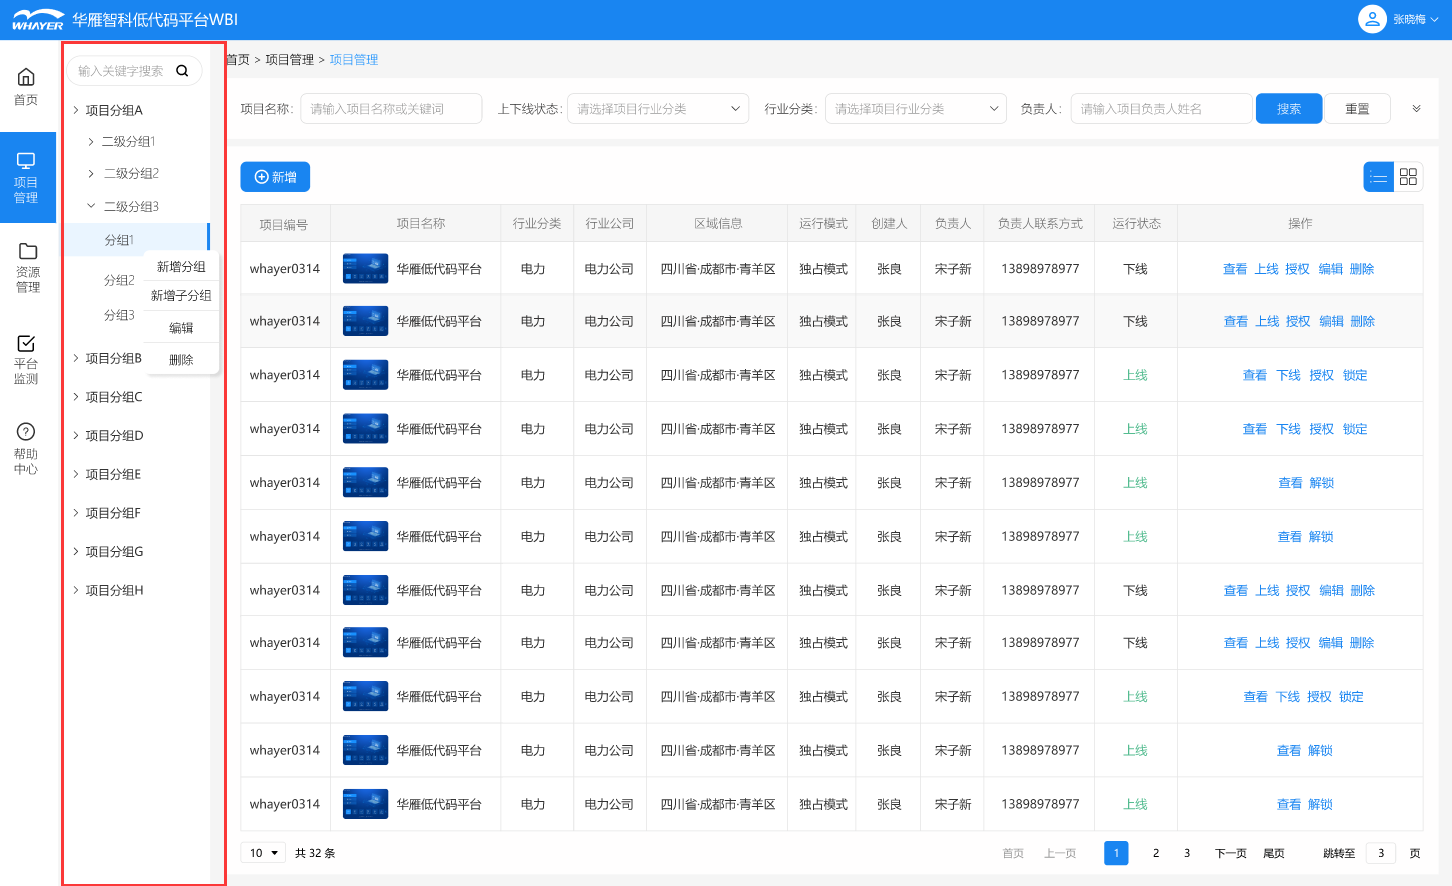 WHAYER 华雁智科低代码平台WBI
张晓梅
首页
项目
管理
资源
管理
平台
监测
帮助
中心
输入关键字搜索
项目分组A
二级分组1
二级分组2
二级分组3
分组1
分组2
分组3
新增分组
新增子分组
编辑
删除
项目分组B
项目分组C
项目分组D
项目分组E
项目分组F
项目分组G
项目分组H
首页 > 项目管理 > 项目管理
项目名称: 请输入项目名称或关键词 上下线状态: 请选择项目行业分类 行业分类: 请选择项目行业分类 负责人: 请输入项目负责人姓名 搜索 重置
新增
项目编号 项目名称 行业分类 行业公司 区域信息 运行模式 创建人 负责人 负责人联系方式 运行状态 操作
whayer0314 华雁低代码平台 电力 电力公司 四川省·成都市·青羊区 独占模式 张良 宋子新 13898978977 下线 查看 上线 授权 编辑 删除
whayer0314 华雁低代码平台 电力 电力公司 四川省·成都市·青羊区 独占模式 张良 宋子新 13898978977 下线 查看 上线 授权 编辑 删除
whayer0314 华雁低代码平台 电力 电力公司 四川省·成都市·青羊区 独占模式 张良 宋子新 13898978977 上线 查看 下线 授权 锁定
whayer0314 华雁低代码平台 电力 电力公司 四川省·成都市·青羊区 独占模式 张良 宋子新 13898978977 上线 查看 下线 授权 锁定
whayer0314 华雁低代码平台 电力 电力公司 四川省·成都市·青羊区 独占模式 张良 宋子新 13898978977 上线 查看 解锁
whayer0314 华雁低代码平台 电力 电力公司 四川省·成都市·青羊区 独占模式 张良 宋子新 13898978977 上线 查看 解锁
whayer0314 华雁低代码平台 电力 电力公司 四川省·成都市·青羊区 独占模式 张良 宋子新 13898978977 下线 查看 上线 授权 编辑 删除
whayer0314 华雁低代码平台 电力 电力公司 四川省·成都市·青羊区 独占模式 张良 宋子新 13898978977 下线 查看 上线 授权 编辑 删除
whayer0314 华雁低代码平台 电力 电力公司 四川省·成都市·青羊区 独占模式 张良 宋子新 13898978977 上线 查看 下线 授权 锁定
whayer0314 华雁低代码平台 电力 电力公司 四川省·成都市·青羊区 独占模式 张良 宋子新 13898978977 上线 查看 解锁
whayer0314 华雁低代码平台 电力 电力公司 四川省·成都市·青羊区 独占模式 张良 宋子新 13898978977 上线 查看 解锁
10 共 32 条 首页 上一页 1 2 3 下一页 尾页 跳转至 3 页